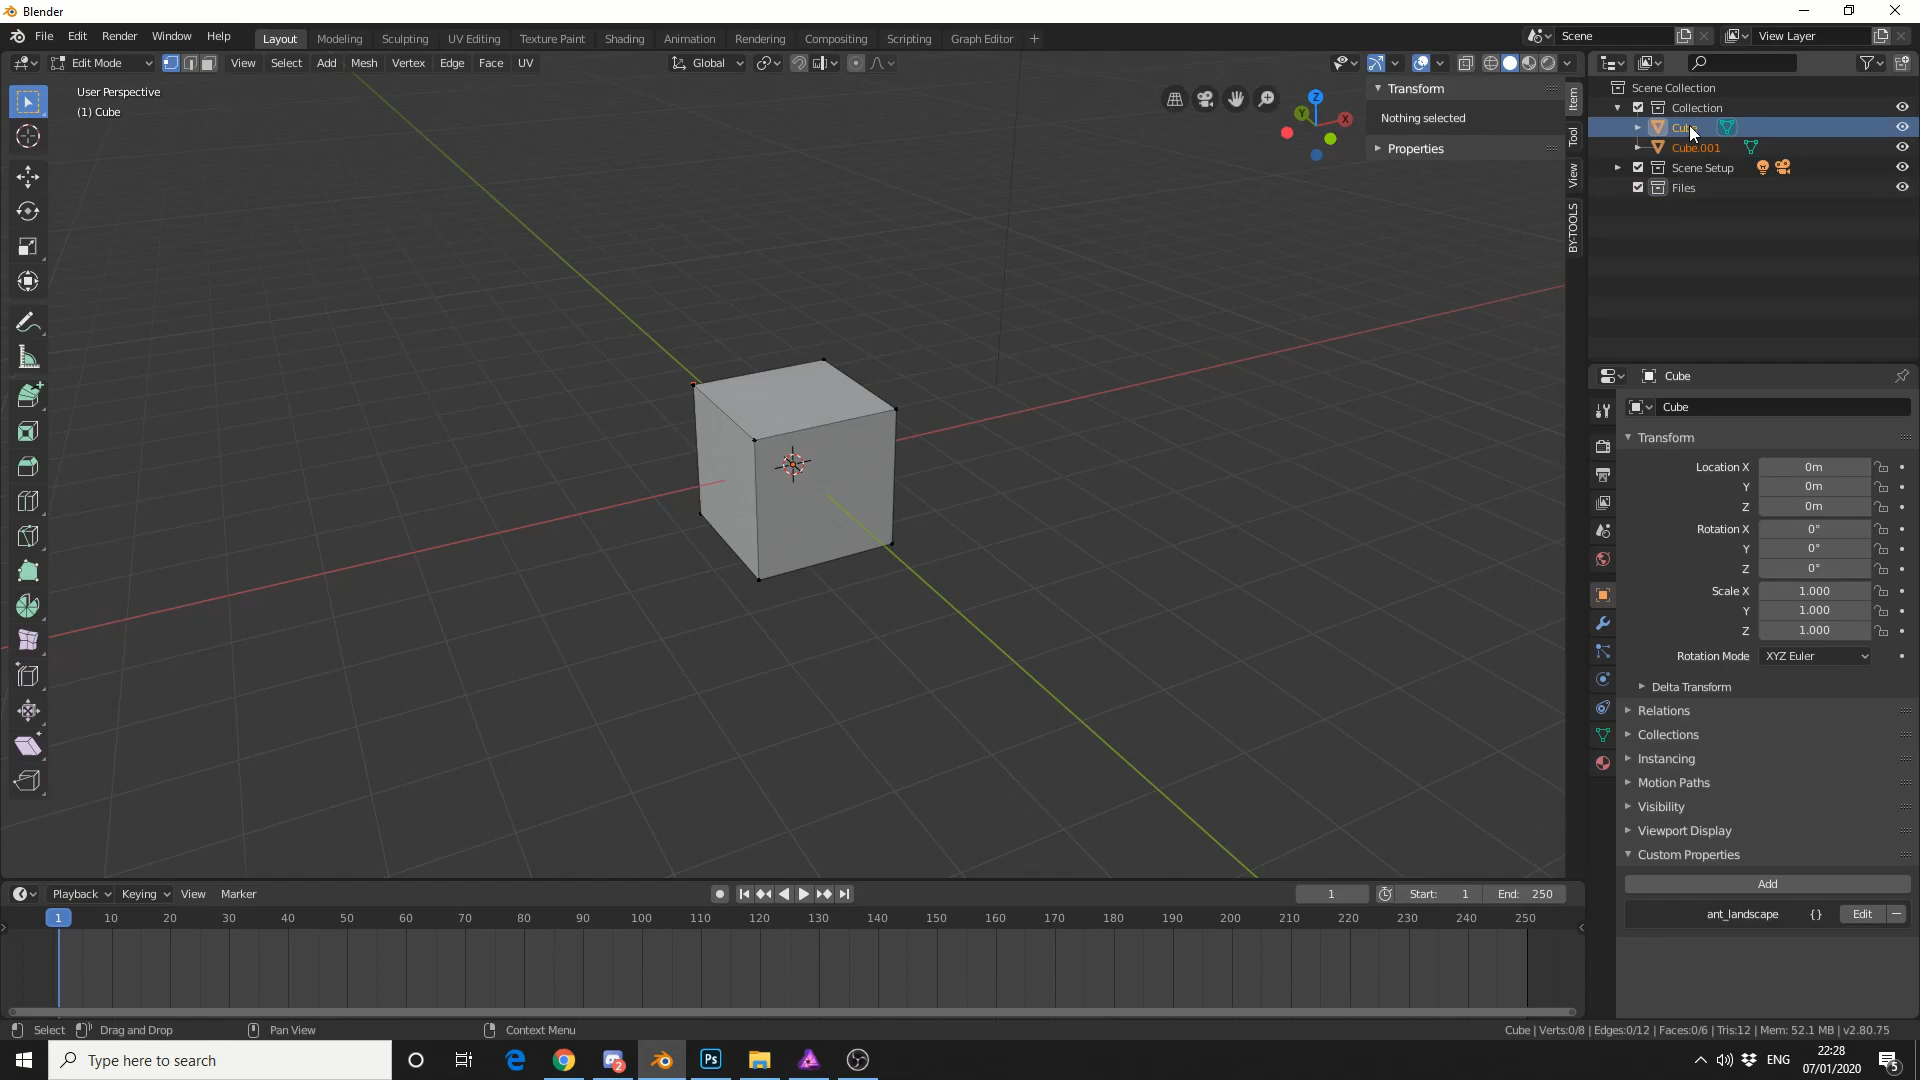 Blender
File Edit Render Window Help
Layout Modeling Sculpting UV Editing Texture Paint Shading Animation Rendering Compositing Scripting Graph Editor +
Scene
View Layer
Edit Mode View Select Add Mesh Vertex Edge Face UV
Global
User Perspective
(1) Cube
Z
Y
X
Transform
Nothing selected
Properties
Item
Tool
View
BY-TOOLS
Scene Collection
Collection
Cube
Cube.001
Scene Setup
Files
Cube
Cube
Transform
Location X 0m
Y 0m
Z 0m
Rotation X 0°
Y 0°
Z 0°
Scale X 1.000
Y 1.000
Z 1.000
Rotation Mode XYZ Euler
Delta Transform
Relations
Collections
Instancing
Motion Paths
Visibility
Viewport Display
Custom Properties
Add
ant_landscape {} Edit
Playback Keying View Marker
1 Start: 1 End: 250
1 10 20 30 40 50 60 70 80 90 100 110 120 130 140 150 160 170 180 190 200 210 220 230 240 250
Select Drag and Drop Pan View Context Menu
Cube | Verts:0/8 | Edges:0/12 | Faces:0/6 | Tris:12 | Mem: 52.1 MB | v2.80.75
Type here to search
2
Ps
ENG
22:28
07/01/2020
5